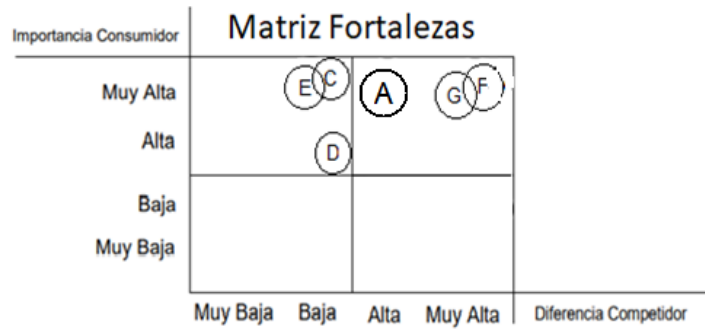 Matriz Fortalezas
Importancia Consumidor
Muy Alta
E C A G F
Alta
D
Baja
Muy Baja
Muy Baja Baja Alta Muy Alta Diferencia Competidor